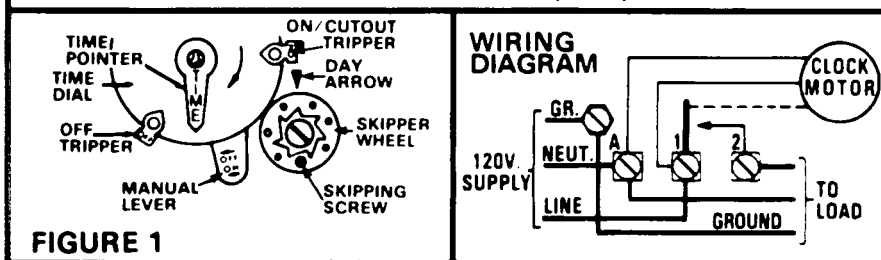 TIME
POINTER
TIME
DIAL
OFF
TRIPPER
MANUAL
LEVER
ON/CUTOUT
TRIPPER
DAY
ARROW
SKIPPER
WHEEL
SKIPPING
SCREW
TIME
FIGURE 1
WIRING
DIAGRAM
CLOCK
MOTOR
GR.
A
1
2
NEUT.
120V.
SUPPLY
LINE
GROUND
TO
LOAD